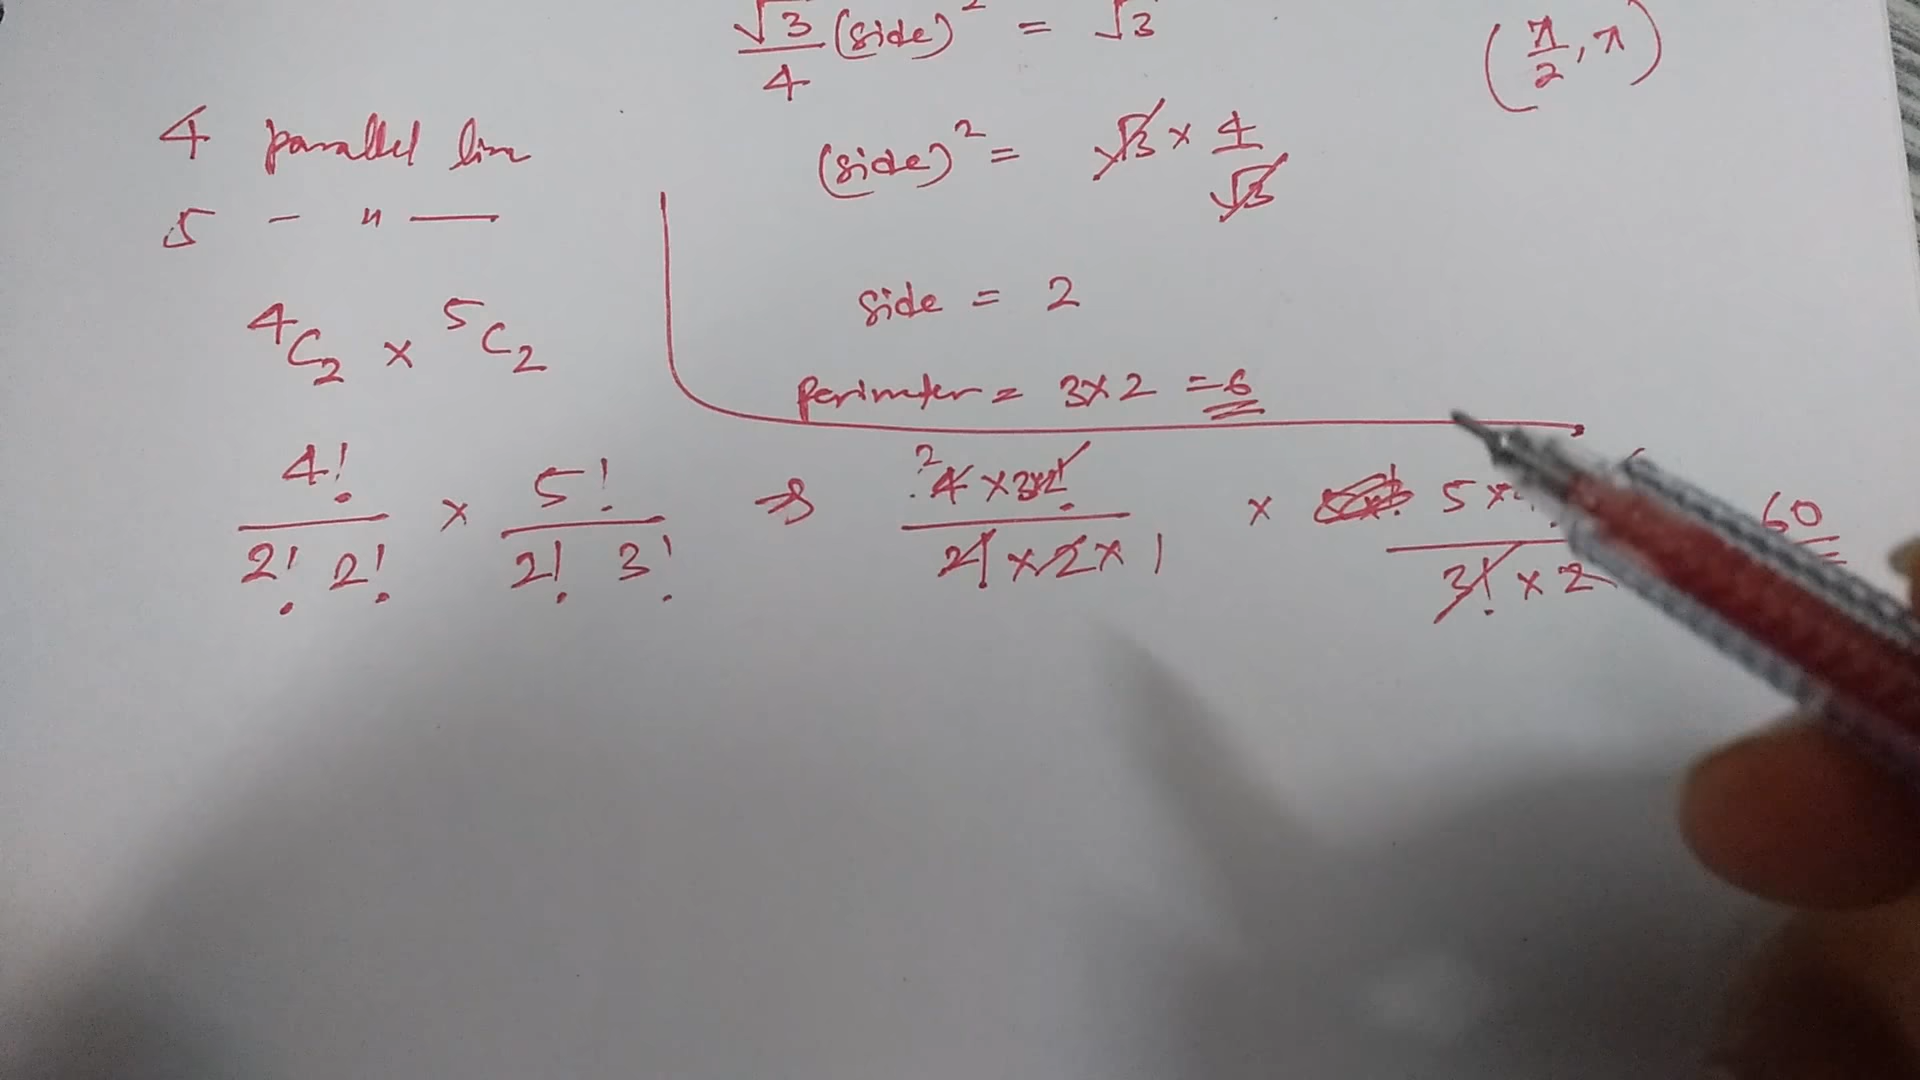 √3/4 (side)² = √3
(π/2, π)
4 parallel line
5 — " —
(side)² = √3 × 4/√3
side = 2
⁴C₂ × ⁵C₂
Perimeter = 3×2 = 6
4!/2! 2! × 5!/2! 3! ⇒ 4×3×2!/2!×2×1 × 5×
3!×2
60